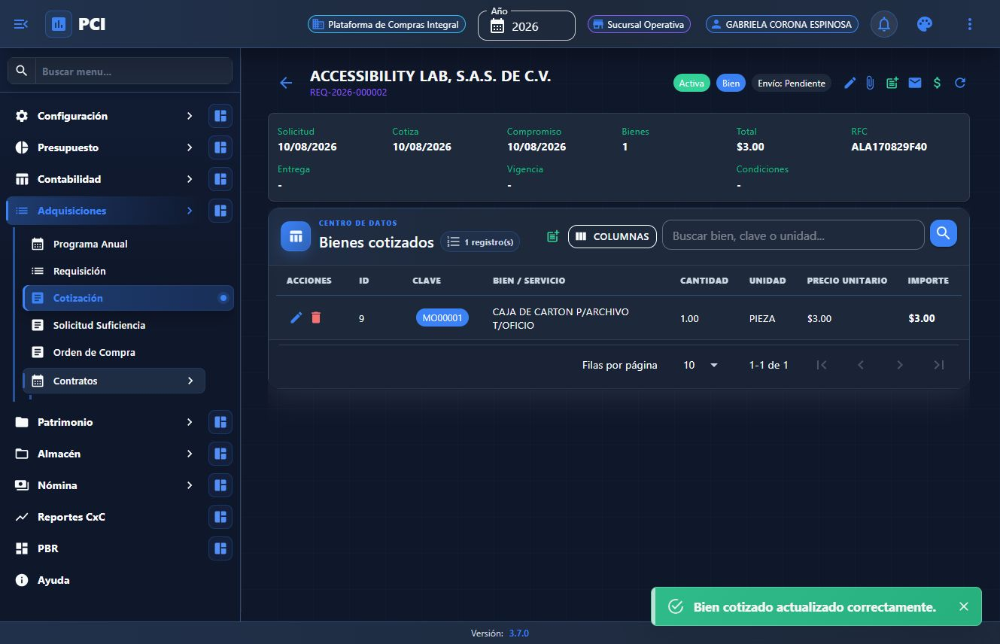 PCI
Plataforma de Compras Integral
Año
2026
Sucursal Operativa
GABRIELA CORONA ESPINOSA
Buscar menu...
Configuración
Presupuesto
Contabilidad
Adquisiciones
Programa Anual
Requisición
Cotización
Solicitud Suficiencia
Orden de Compra
Contratos
Patrimonio
Almacén
Nómina
Reportes CxC
PBR
Ayuda
ACCESSIBILITY LAB, S.A.S. DE C.V.
REQ-2026-000002
Activa
Bien
Envío: Pendiente
Solicitud Cotiza Compromiso Bienes Total RFC
10/08/2026 10/08/2026 10/08/2026 1 $3.00 ALA170829F40
Entrega Vigencia Condiciones
- - -
CENTRO DE DATOS
Bienes cotizados
1 registro(s)
COLUMNAS
Buscar bien, clave o unidad...
ACCIONES ID CLAVE BIEN / SERVICIO CANTIDAD UNIDAD PRECIO UNITARIO IMPORTE
9 MO00001 CAJA DE CARTON P/ARCHIVO
T/OFICIO 1.00 PIEZA $3.00 $3.00
Filas por página 10 1-1 de 1
Bien cotizado actualizado correctamente.
Versión: 3.7.0